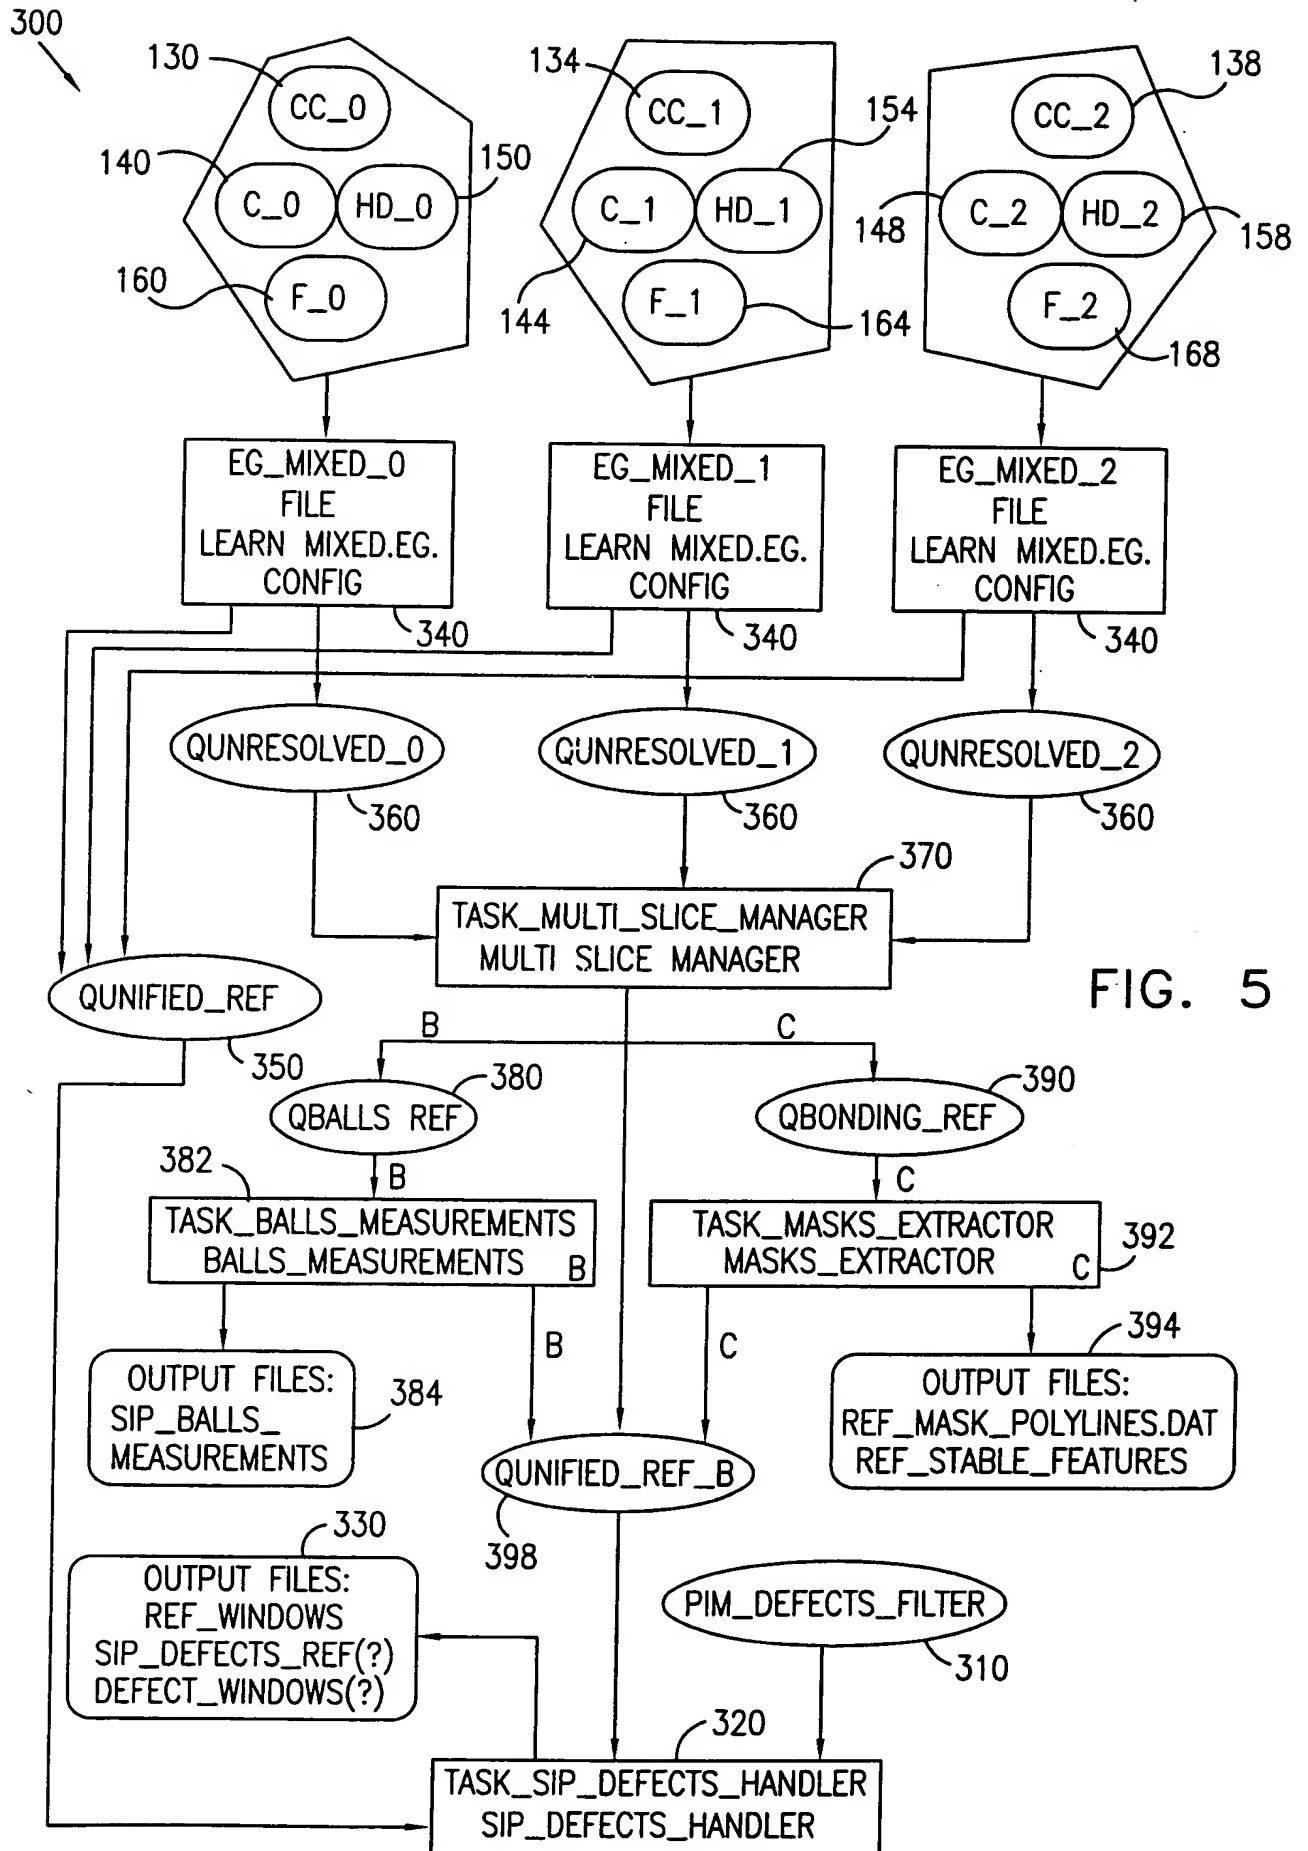 300
130
134
138
CC_0
CC_1
CC_2
154
140
150
C_0
HD_0
C_1
HD_1
C_2
HD_2
148
158
160
F_0
F_1
F_2
144
164
168
EG_MIXED_0
FILE
LEARN MIXED.EG.
CONFIG
EG_MIXED_1
FILE
LEARN MIXED.EG.
CONFIG
EG_MIXED_2
FILE
LEARN MIXED.EG.
CONFIG
340
340
340
QUNRESOLVED_0
QUNRESOLVED_1
QUNRESOLVED_2
360
360
360
370
TASK_MULTI_SLICE_MANAGER
MULTI SLICE MANAGER
QUNIFIED_REF
FIG. 5
350
B
C
380
390
QBALLS REF
QBONDING_REF
382
B
C
TASK_BALLS_MEASUREMENTS
BALLS_MEASUREMENTS
B
TASK_MASKS_EXTRACTOR
MASKS_EXTRACTOR
C
392
B
C
394
OUTPUT FILES:
SIP_BALLS_
MEASUREMENTS
384
OUTPUT FILES:
REF_MASK_POLYLINES.DAT
REF_STABLE_FEATURES
QUNIFIED_REF_B
398
330
OUTPUT FILES:
REF_WINDOWS
SIP_DEFECTS_REF(?)
DEFECT_WINDOWS(?)
PIM_DEFECTS_FILTER
310
320
TASK_SIP_DEFECTS_HANDLER
SIP_DEFECTS_HANDLER